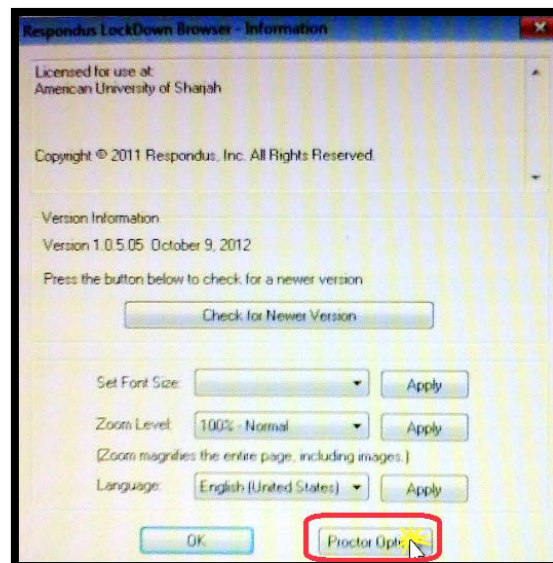 Respondus LockDown Browser - Information
Licensed for use at:
American University of Sharjah
Copyright © 2011 Respondus, Inc. All Rights Reserved.
Version Information
Version 1.0.5.05 October 9, 2012
Press the button below to check for a newer version
Check for Newer Version
Set Font Size: Apply
Zoom Level: 100% - Normal Apply
(Zoom magnifies the entire page, including images.)
Language: English (United States) Apply
OK Proctor